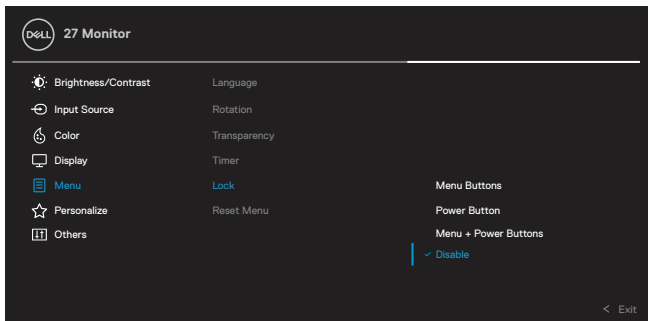 DELL 27 Monitor
Brightness/Contrast Language
Input Source Rotation
Color Transparency
Display Timer
Menu Lock Menu Buttons
Personalize Reset Menu Power Button
Others Menu + Power Buttons
✓ Disable
< Exit